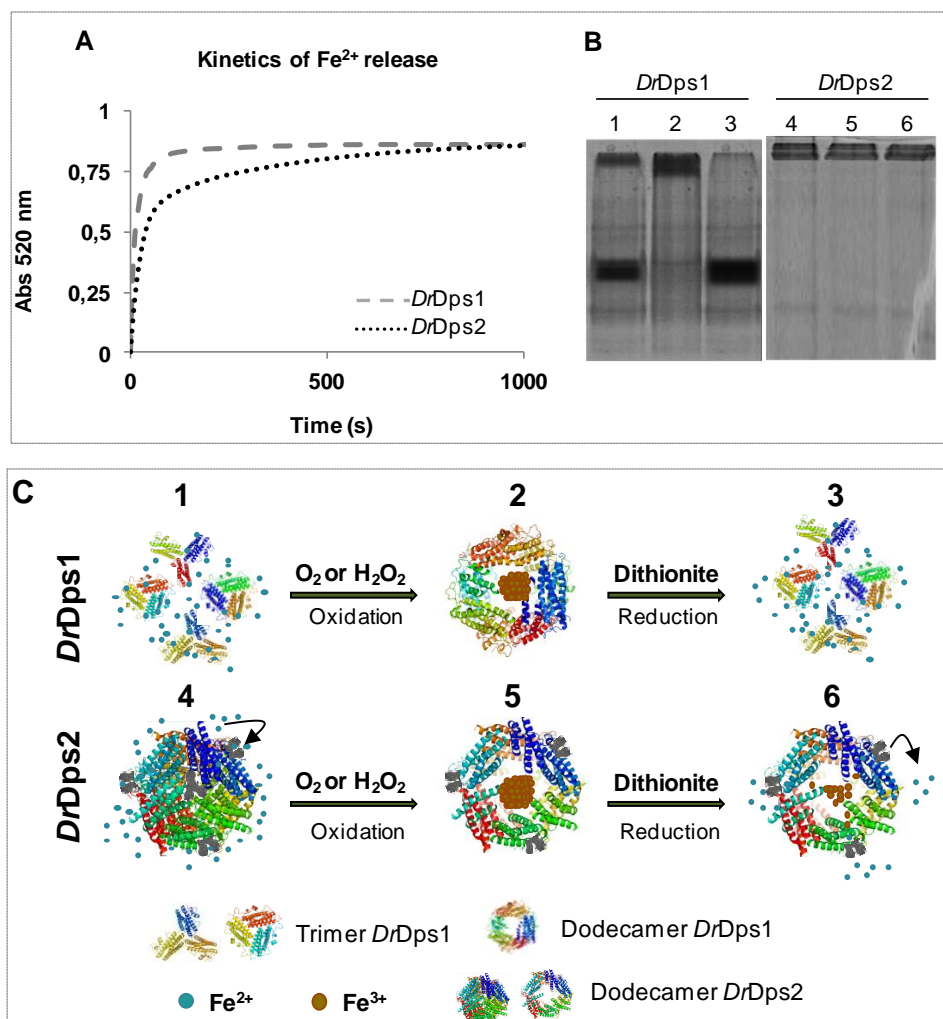 A
Kinetics of Fe²⁺ release
1
0,75
0,5
0,25
0
Abs 520 nm
DrDps1
DrDps2
0
500
1000
Time (s)
B
DrDps1
DrDps2
1 2 3
4 5 6
C
1 2 3
DrDps1
O₂ or H₂O₂
Oxidation
Dithionite
Reduction
4 5 6
DrDps2
O₂ or H₂O₂
Oxidation
Dithionite
Reduction
Trimer DrDps1
Dodecamer DrDps1
Fe²⁺
Fe³⁺
Dodecamer DrDps2